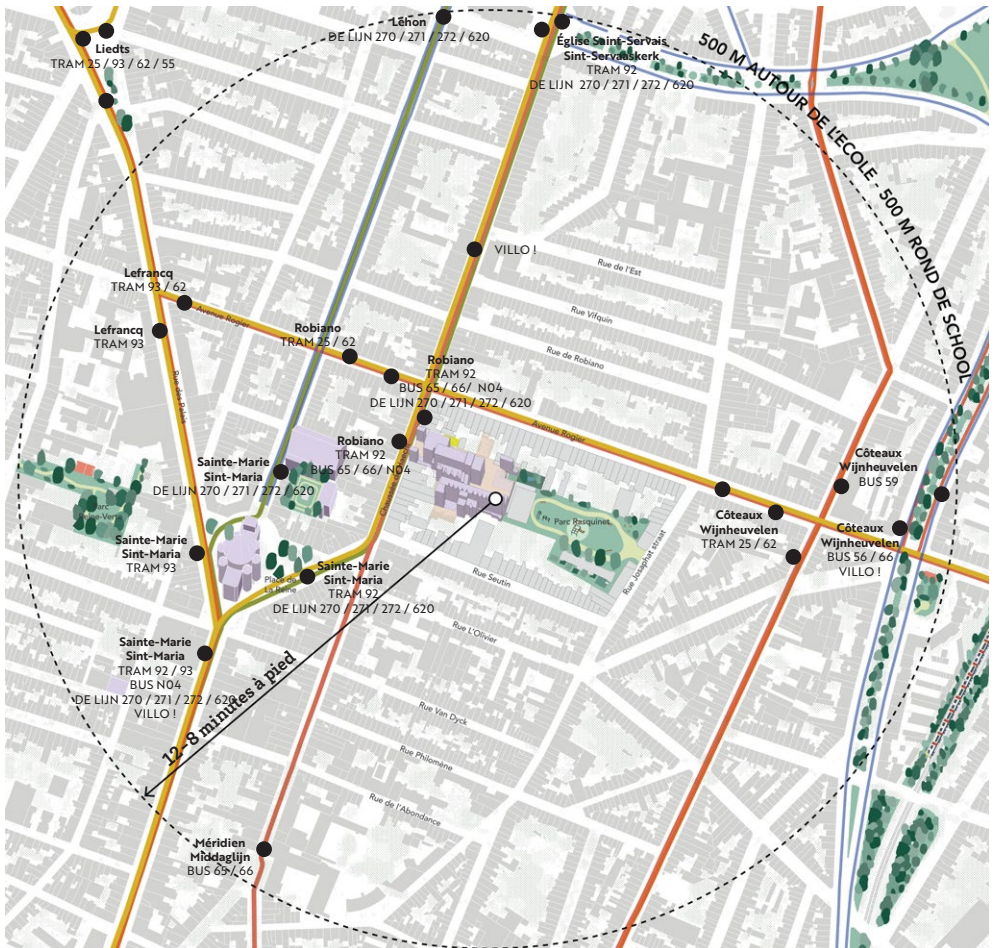 Liedts
TRAM 25 / 93 / 62 / 55
Lehon
DE LIJN 270 / 271 / 272 / 620
Église Saint-Servais
Sint-Servaaskerk
TRAM 92
DE LIJN 270 / 271 / 272 / 620
500 M AUTOUR DE L'ECOLE - 500 M ROND DE SCHOOL
VILLO !
Rue de l'Est
Rue Vifquin
Rue de Robiano
Lefrancq
TRAM 93 / 62
Avenue Rogier
Lefrancq
TRAM 93
Rue des Palais
Robiano
TRAM 25 / 62
Robiano
TRAM 92
BUS 65 / 66/ N04
DE LIJN 270 / 271 / 272 / 620
Avenue Rogier
Robiano
TRAM 92
BUS 65 / 66/ N04
Sainte-Marie
Sint-Maria
DE LIJN 270 / 271 / 272 / 620
Côteaux
Wijnheuvelen
BUS 59
Parc
Reine-Verte
Parc Rasquinet
Côteaux
Wijnheuvelen
TRAM 25 / 62
Côteaux
Wijnheuvelen
BUS 56 / 66
VILLO !
Sainte-Marie
Sint-Maria
TRAM 93
Place de
La Reine
Sainte-Marie
Sint-Maria
TRAM 92
DE LIJN 270 / 271 / 272 / 620
Rue Seutin
Rue Josaphat straat
Rue L'Olivier
Sainte-Marie
Sint-Maria
TRAM 92 / 93
BUS N04
DE LIJN 270 / 271 / 272 / 620
VILLO !
12-8 minutes à pied
Rue Van Dyck
Rue Philomène
Rue de l'Abondance
Méridien
Middaglijn
BUS 65 / 66